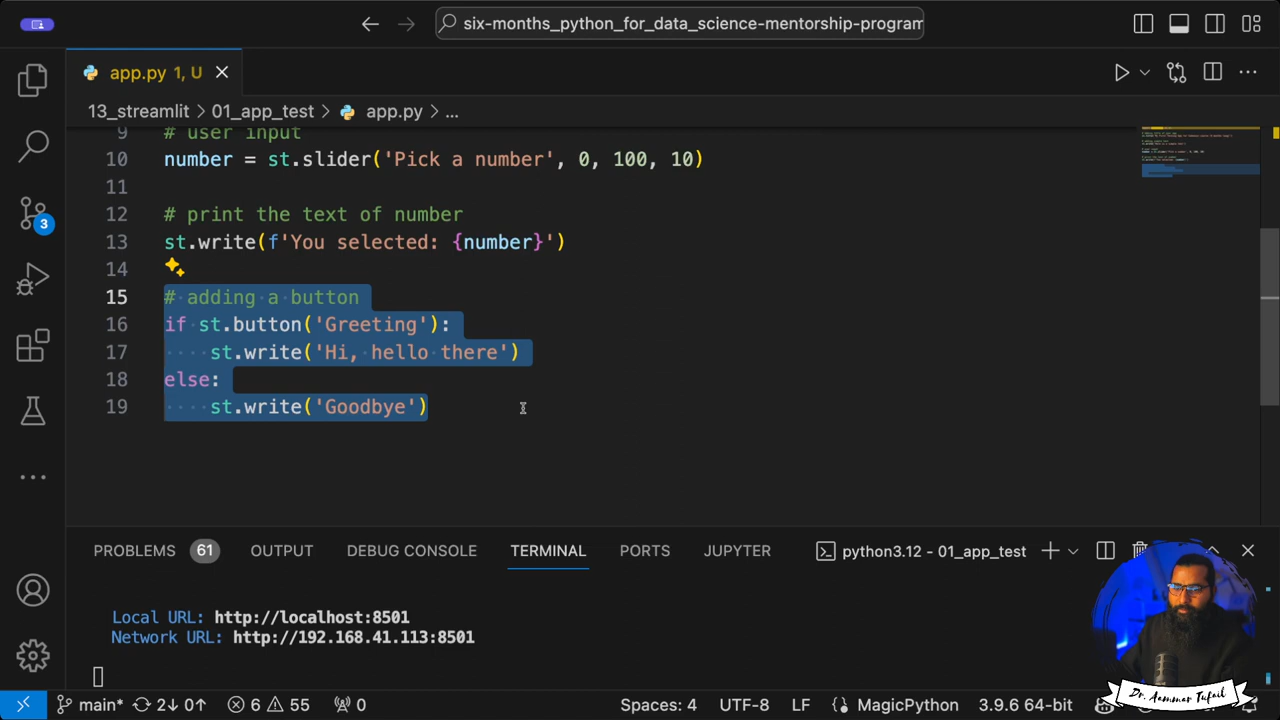 six-months_python_for_data_science-mentorship-program
app.py 1, U
13_streamlit > 01_app_test > app.py > ...
9 # user input
10 number = st.slider('Pick a number', 0, 100, 10)
11
12 # print the text of number
13 st.write(f'You selected: {number}')
14
15 # adding a button
16 if st.button('Greeting'):
17 st.write('Hi, hello there')
18 else:
19 st.write('Goodbye')
3
PROBLEMS 61 OUTPUT DEBUG CONSOLE TERMINAL PORTS JUPYTER python3.12 - 01_app_test
Local URL: http://localhost:8501
Network URL: http://192.168.41.113:8501
main* 2↓ 0↑ 6 55 0 Spaces: 4 UTF-8 LF MagicPython 3.9.6 64-bit
Dr. Aammar Tufail